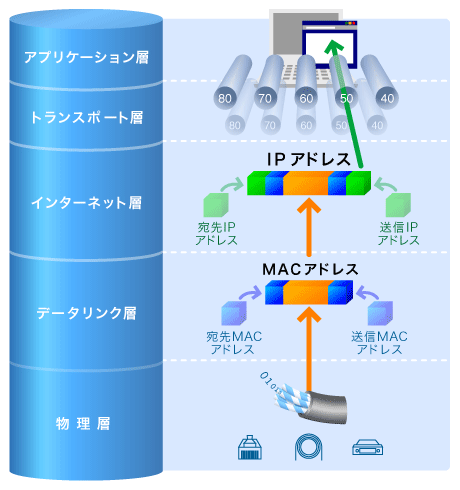 アプリケーション層
トランスポート層
インターネット層
データリンク層
物理層
80 70 60 50 40
80 70 60 50 40
IPアドレス
宛先IP
アドレス
送信IP
アドレス
MACアドレス
宛先MAC
アドレス
送信MAC
アドレス